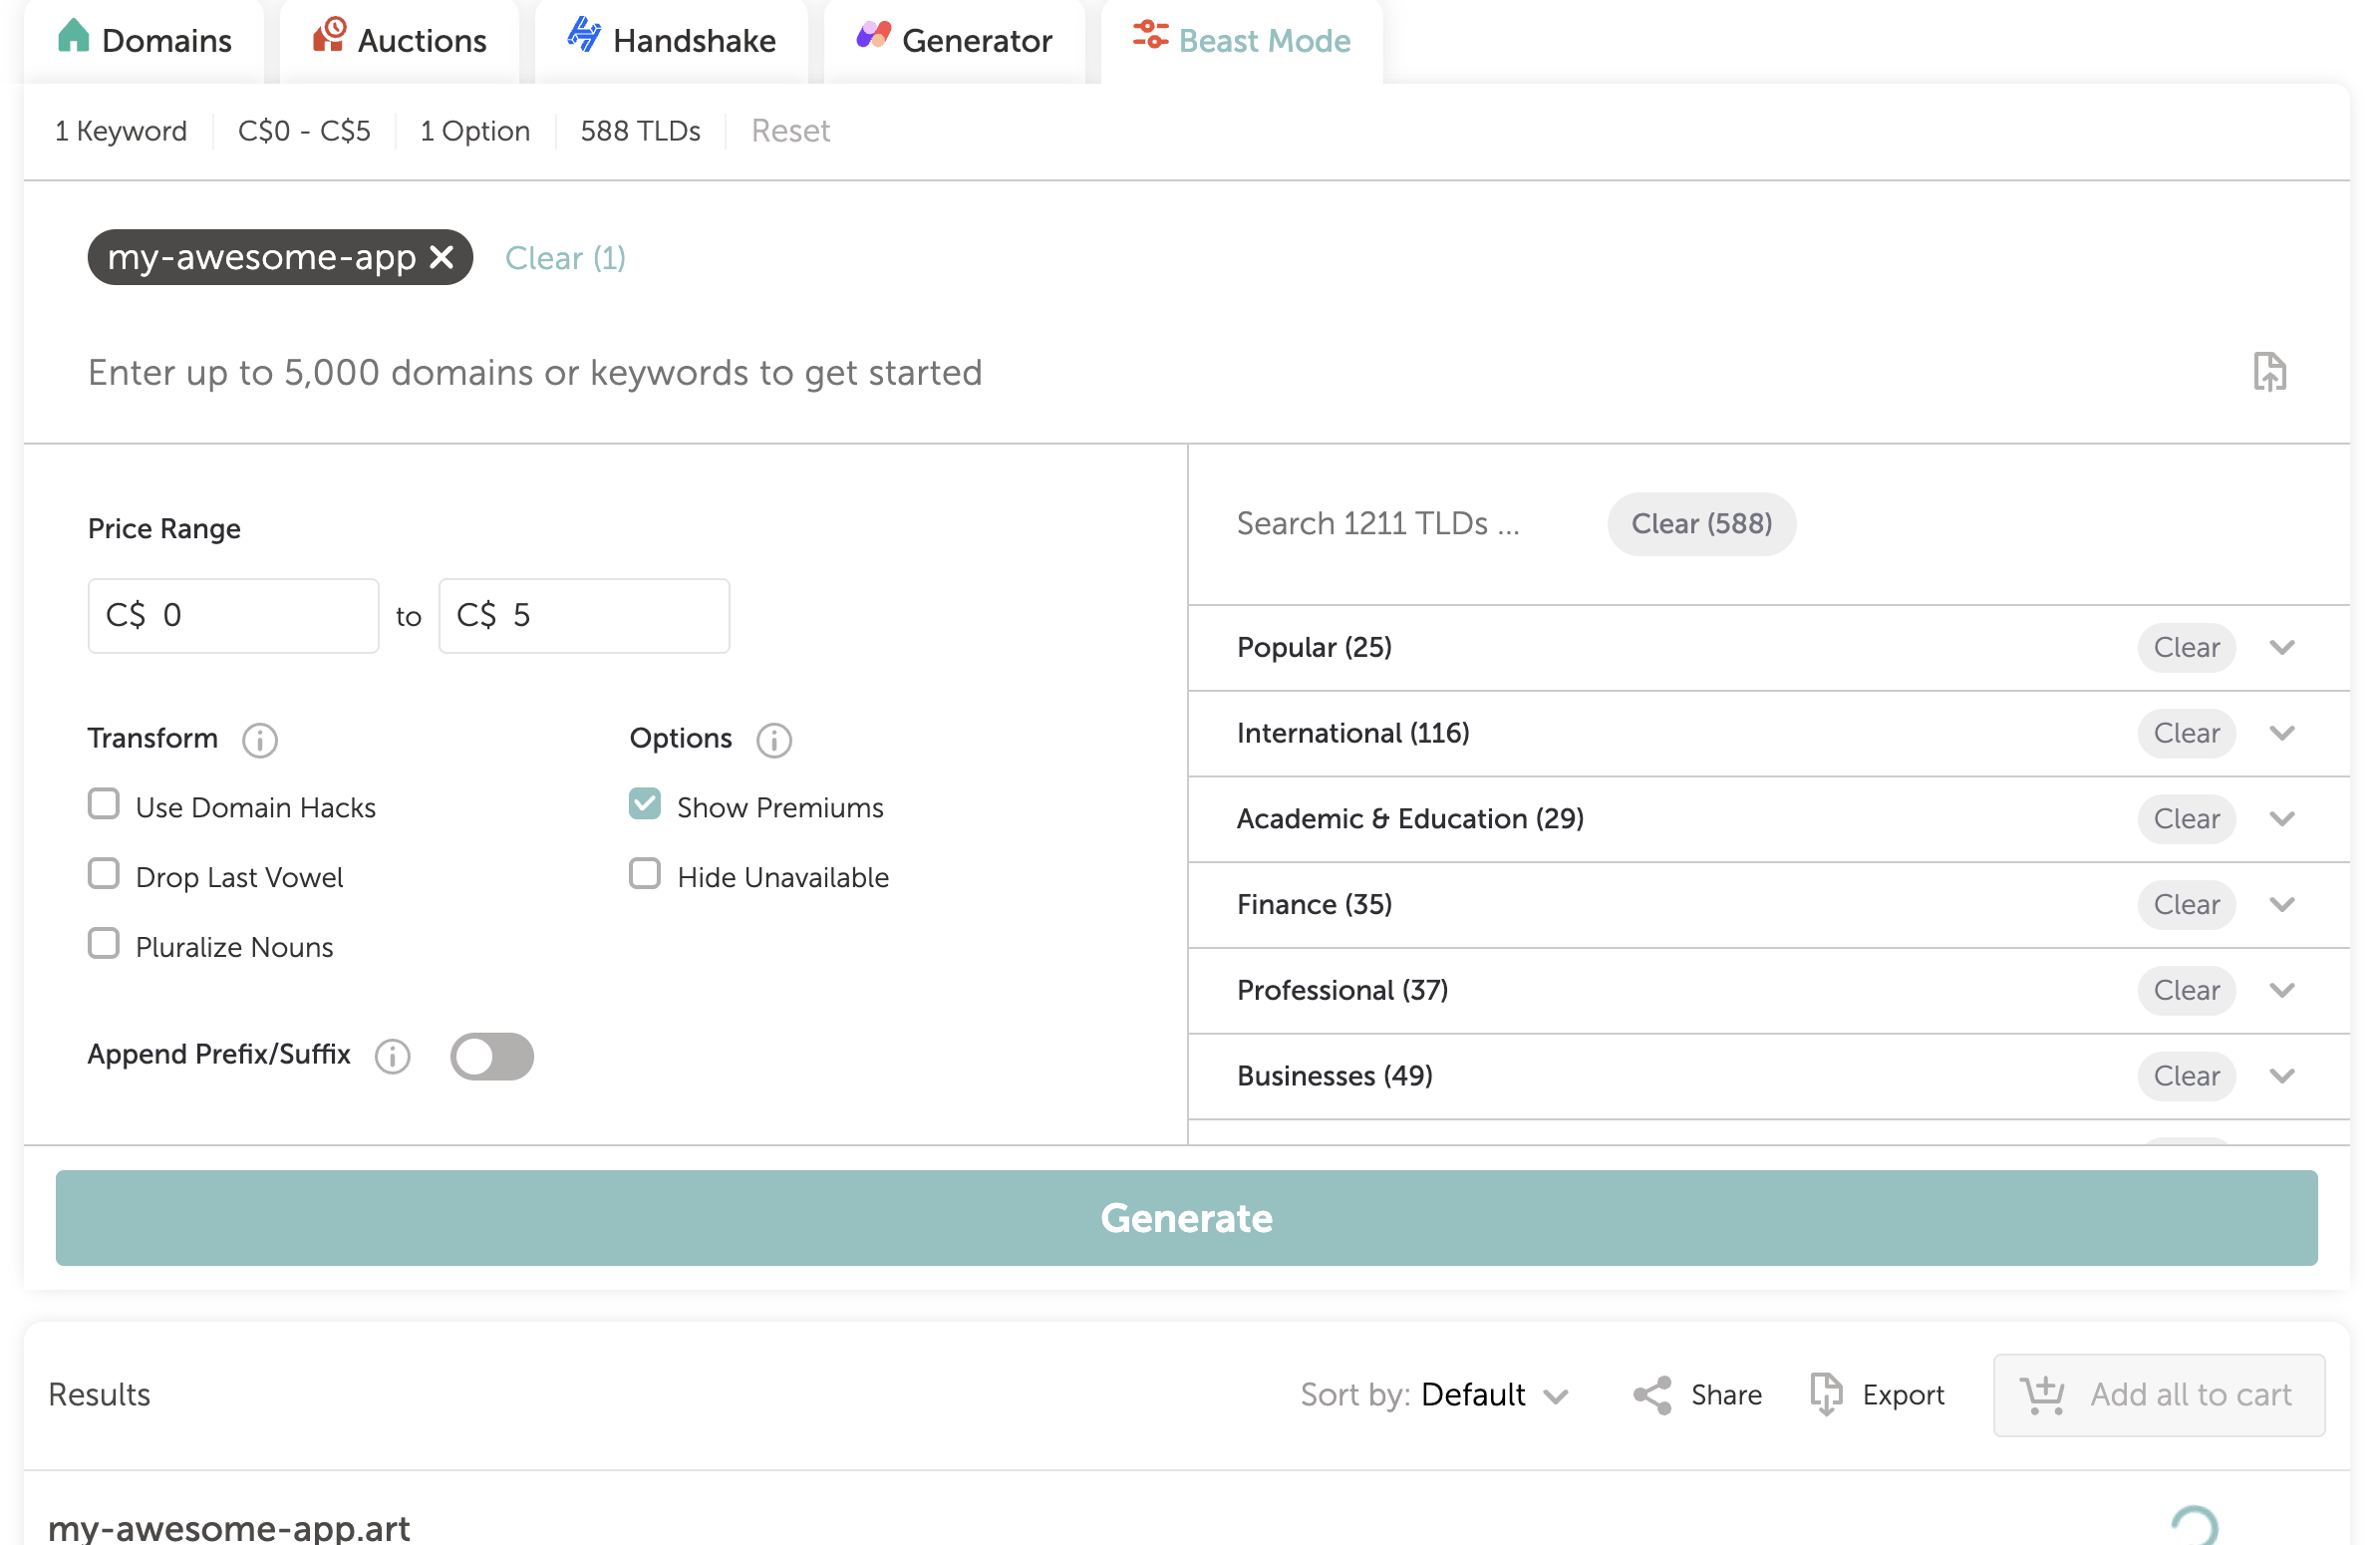 Domains
Auctions
Handshake
Generator
Beast Mode
1 Keyword
C$0 - C$5
1 Option
588 TLDs
Reset
my-awesome-app
Clear (1)
Enter up to 5,000 domains or keywords to get started
Price Range
C$ 0
to
C$ 5
Transform
Options
Use Domain Hacks
Show Premiums
Drop Last Vowel
Hide Unavailable
Pluralize Nouns
Append Prefix/Suffix
Search 1211 TLDs ...
Clear (588)
Popular (25)
Clear
International (116)
Clear
Academic & Education (29)
Clear
Finance (35)
Clear
Professional (37)
Clear
Businesses (49)
Clear
Generate
Results
Sort by: Default
Share
Export
Add all to cart
my-awesome-app.art